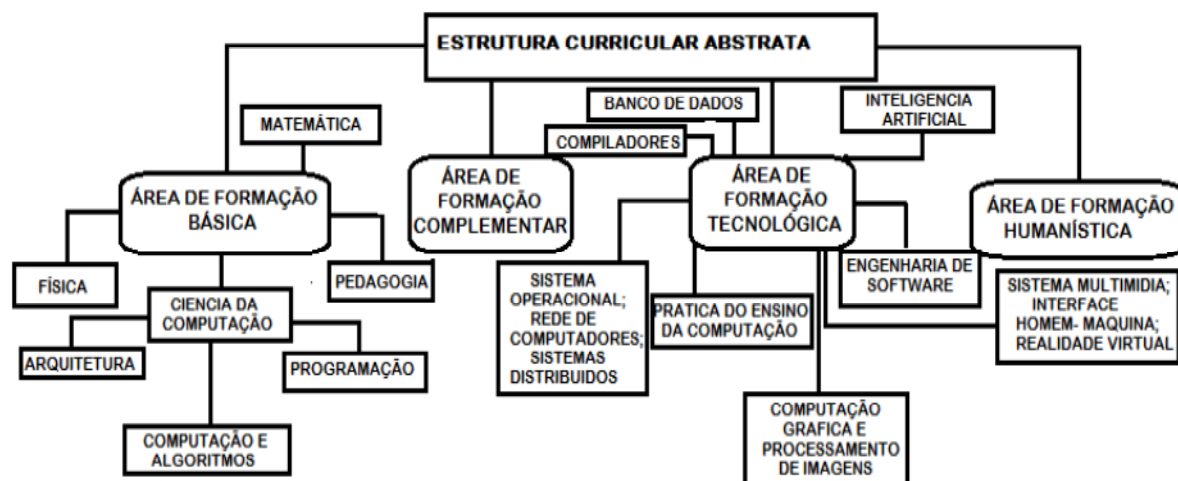 ESTRUTURA CURRICULAR ABSTRATA
BANCO DE DADOS
INTELIGENCIA
ARTIFICIAL
MATEMÁTICA
COMPILADORES
ÁREA DE FORMAÇÃO
BÁSICA
ÁREA DE
FORMAÇÃO
COMPLEMENTAR
ÁREA DE
FORMAÇÃO
TECNOLÓGICA
ÁREA DE FORMAÇÃO
HUMANÍSTICA
FÍSICA
PEDAGOGIA
CIENCIA DA
COMPUTAÇÃO
ARQUITETURA
PROGRAMAÇÃO
COMPUTAÇÃO E
ALGORITMOS
SISTEMA
OPERACIONAL;
REDE DE
COMPUTADORES;
SISTEMAS
DISTRIBUIDOS
PRATICA DO ENSINO
DA COMPUTAÇÃO
ENGENHARIA DE
SOFTWARE
SISTEMA MULTIMIDIA;
INTERFACE
HOMEM- MAQUINA;
REALIDADE VIRTUAL
COMPUTAÇÃO
GRAFICA E
PROCESSAMENTO
DE IMAGENS